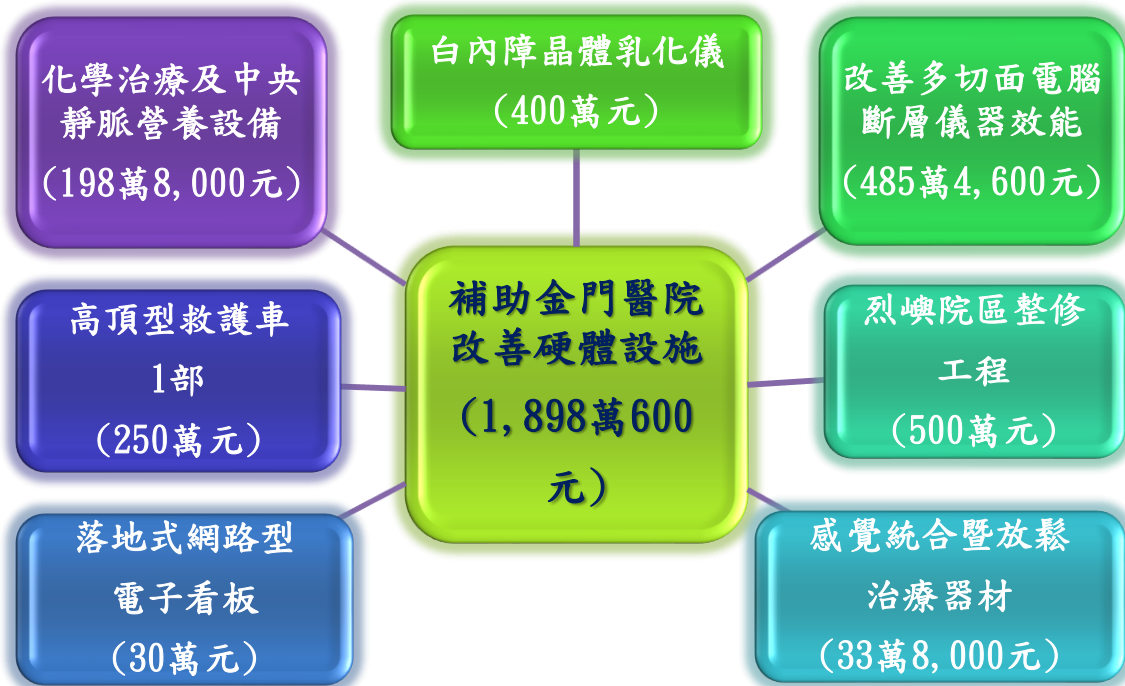 白內障晶體乳化儀
(400萬元)
化學治療及中央
靜脈營養設備
(198萬8,000元)
改善多切面電腦
斷層儀器效能
(485萬4,600元)
補助金門醫院
改善硬體設施
(1,898萬600
元)
高頂型救護車
1部
(250萬元)
烈嶼院區整修
工程
(500萬元)
落地式網路型
電子看板
(30萬元)
感覺統合暨放鬆
治療器材
(33萬8,000元)